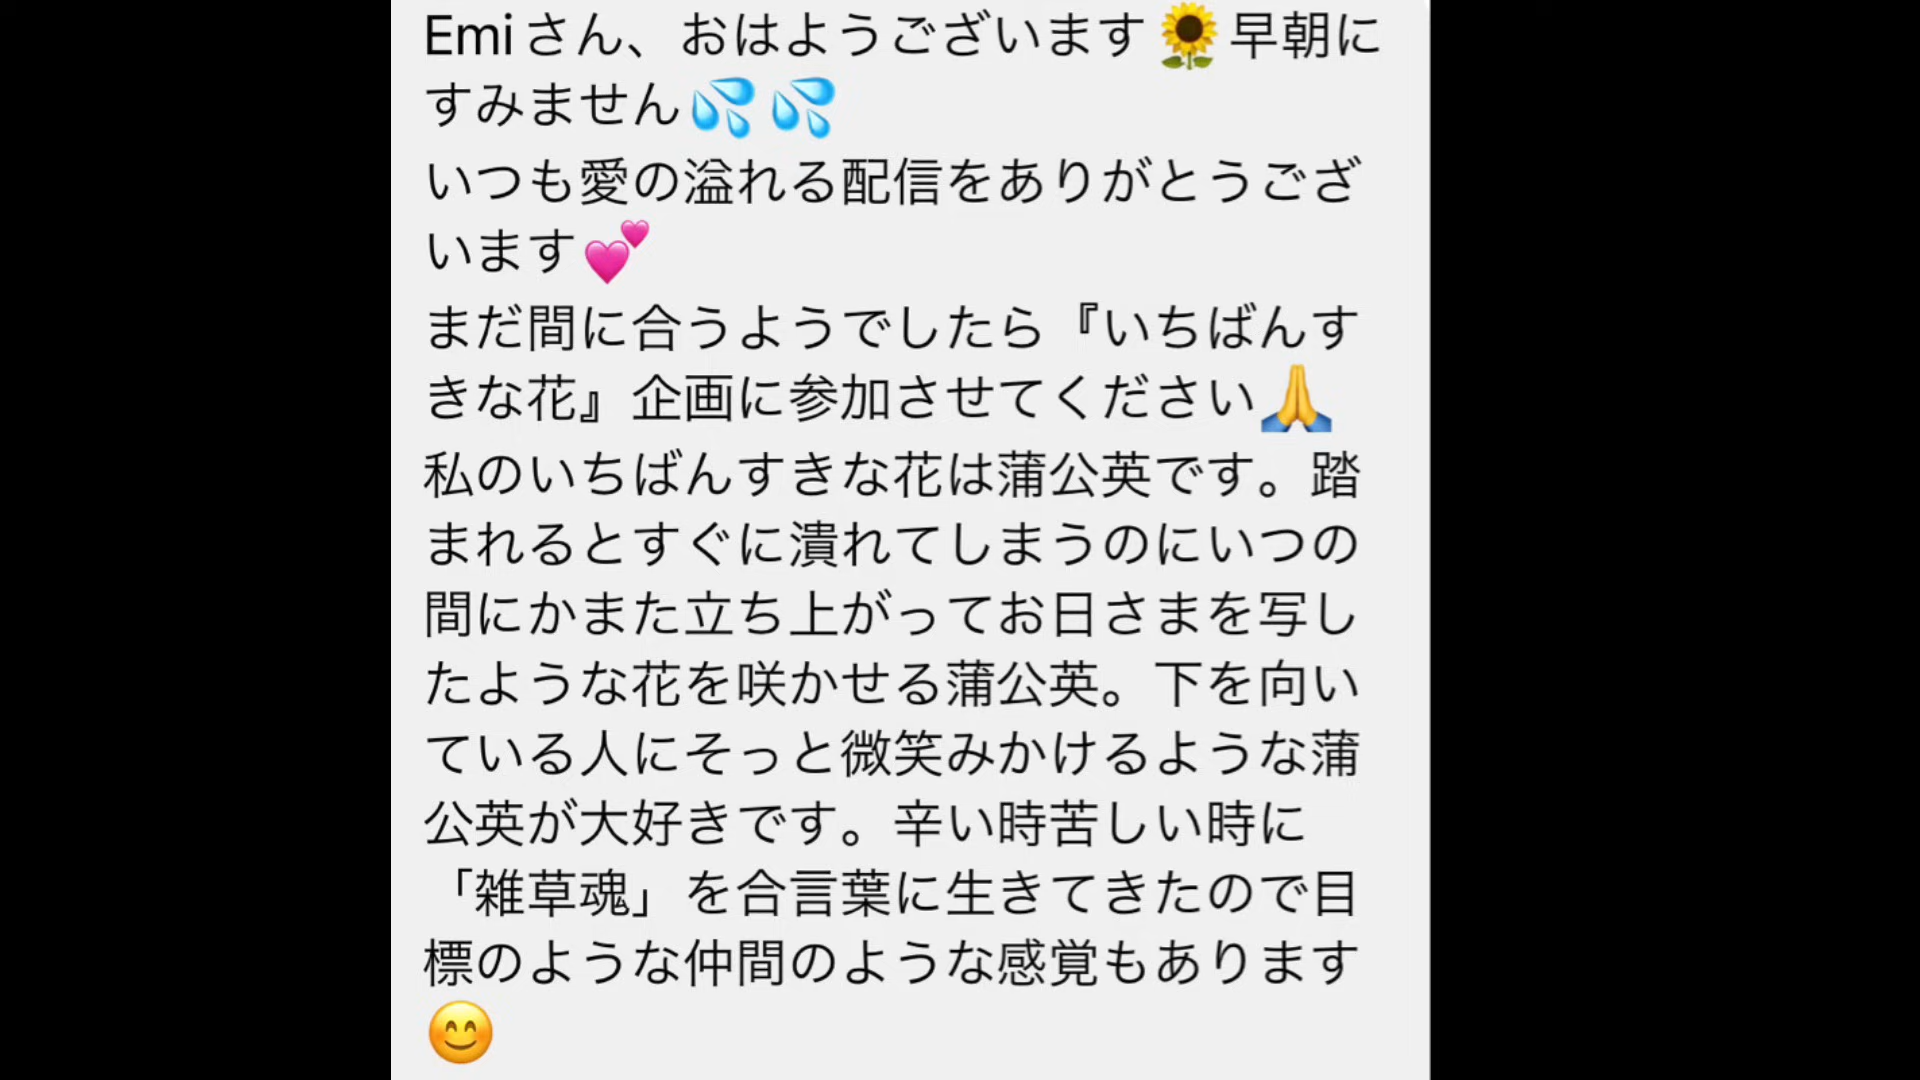 Emiさん、おはようございます🌻早朝に
すみません💦💦
いつも愛の溢れる配信をありがとうござ
います💕
まだ間に合うようでしたら『いちばんす
きな花』企画に参加させてください🙏
私のいちばんすきな花は蒲公英です。踏
まれるとすぐに潰れてしまうのにいつの
間にかまた立ち上がってお日さまを写し
たような花を咲かせる蒲公英。下を向い
ている人にそっと微笑みかけるような蒲
公英が大好きです。辛い時苦しい時に
「雑草魂」を合言葉に生きてきたので目
標のような仲間のような感覚もあります
😊